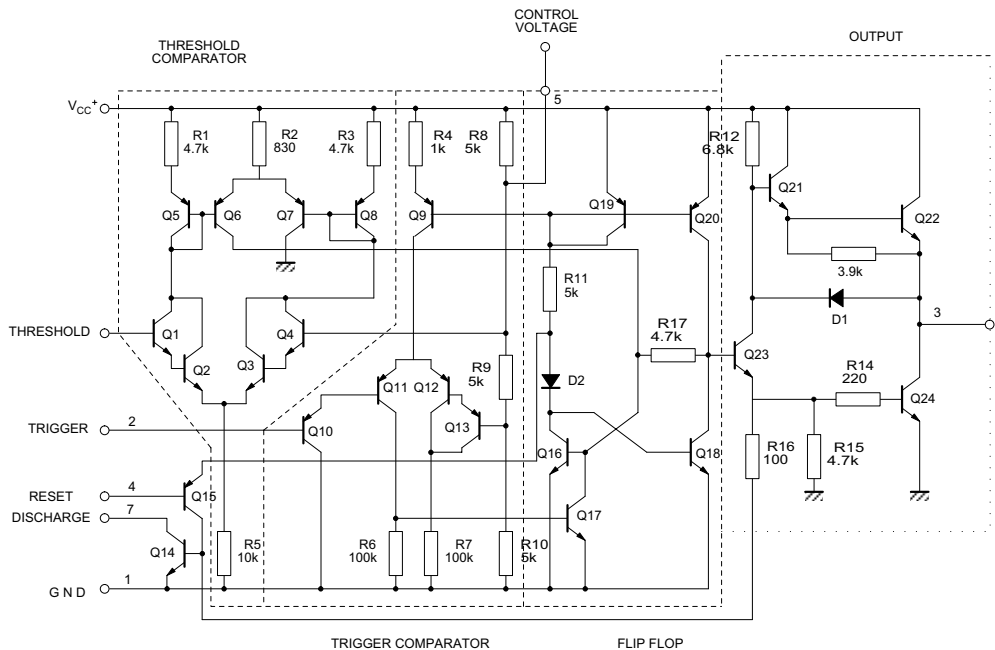 CONTROL
VOLTAGE
OUTPUT
THRESHOLD
COMPARATOR
5
VCC+
R1
4.7k
R2
830
R3
4.7k
R4
1k
R8
5k
R12
6.8k
Q21
Q5
Q6
Q7
Q8
Q9
Q19
Q20
Q22
3.9k
R11
5k
D1
3
THRESHOLD
Q1
Q2
Q3
Q4
R17
4.7k
Q23
R9
5k
D2
R14
220
Q11
Q12
Q24
TRIGGER
2
Q10
Q13
Q16
Q18
R16
100
R15
4.7k
RESET
4
Q15
DISCHARGE
7
Q17
Q14
R5
10k
R6
100k
R7
100k
R10
5k
GND
1
TRIGGER COMPARATOR
FLIP FLOP